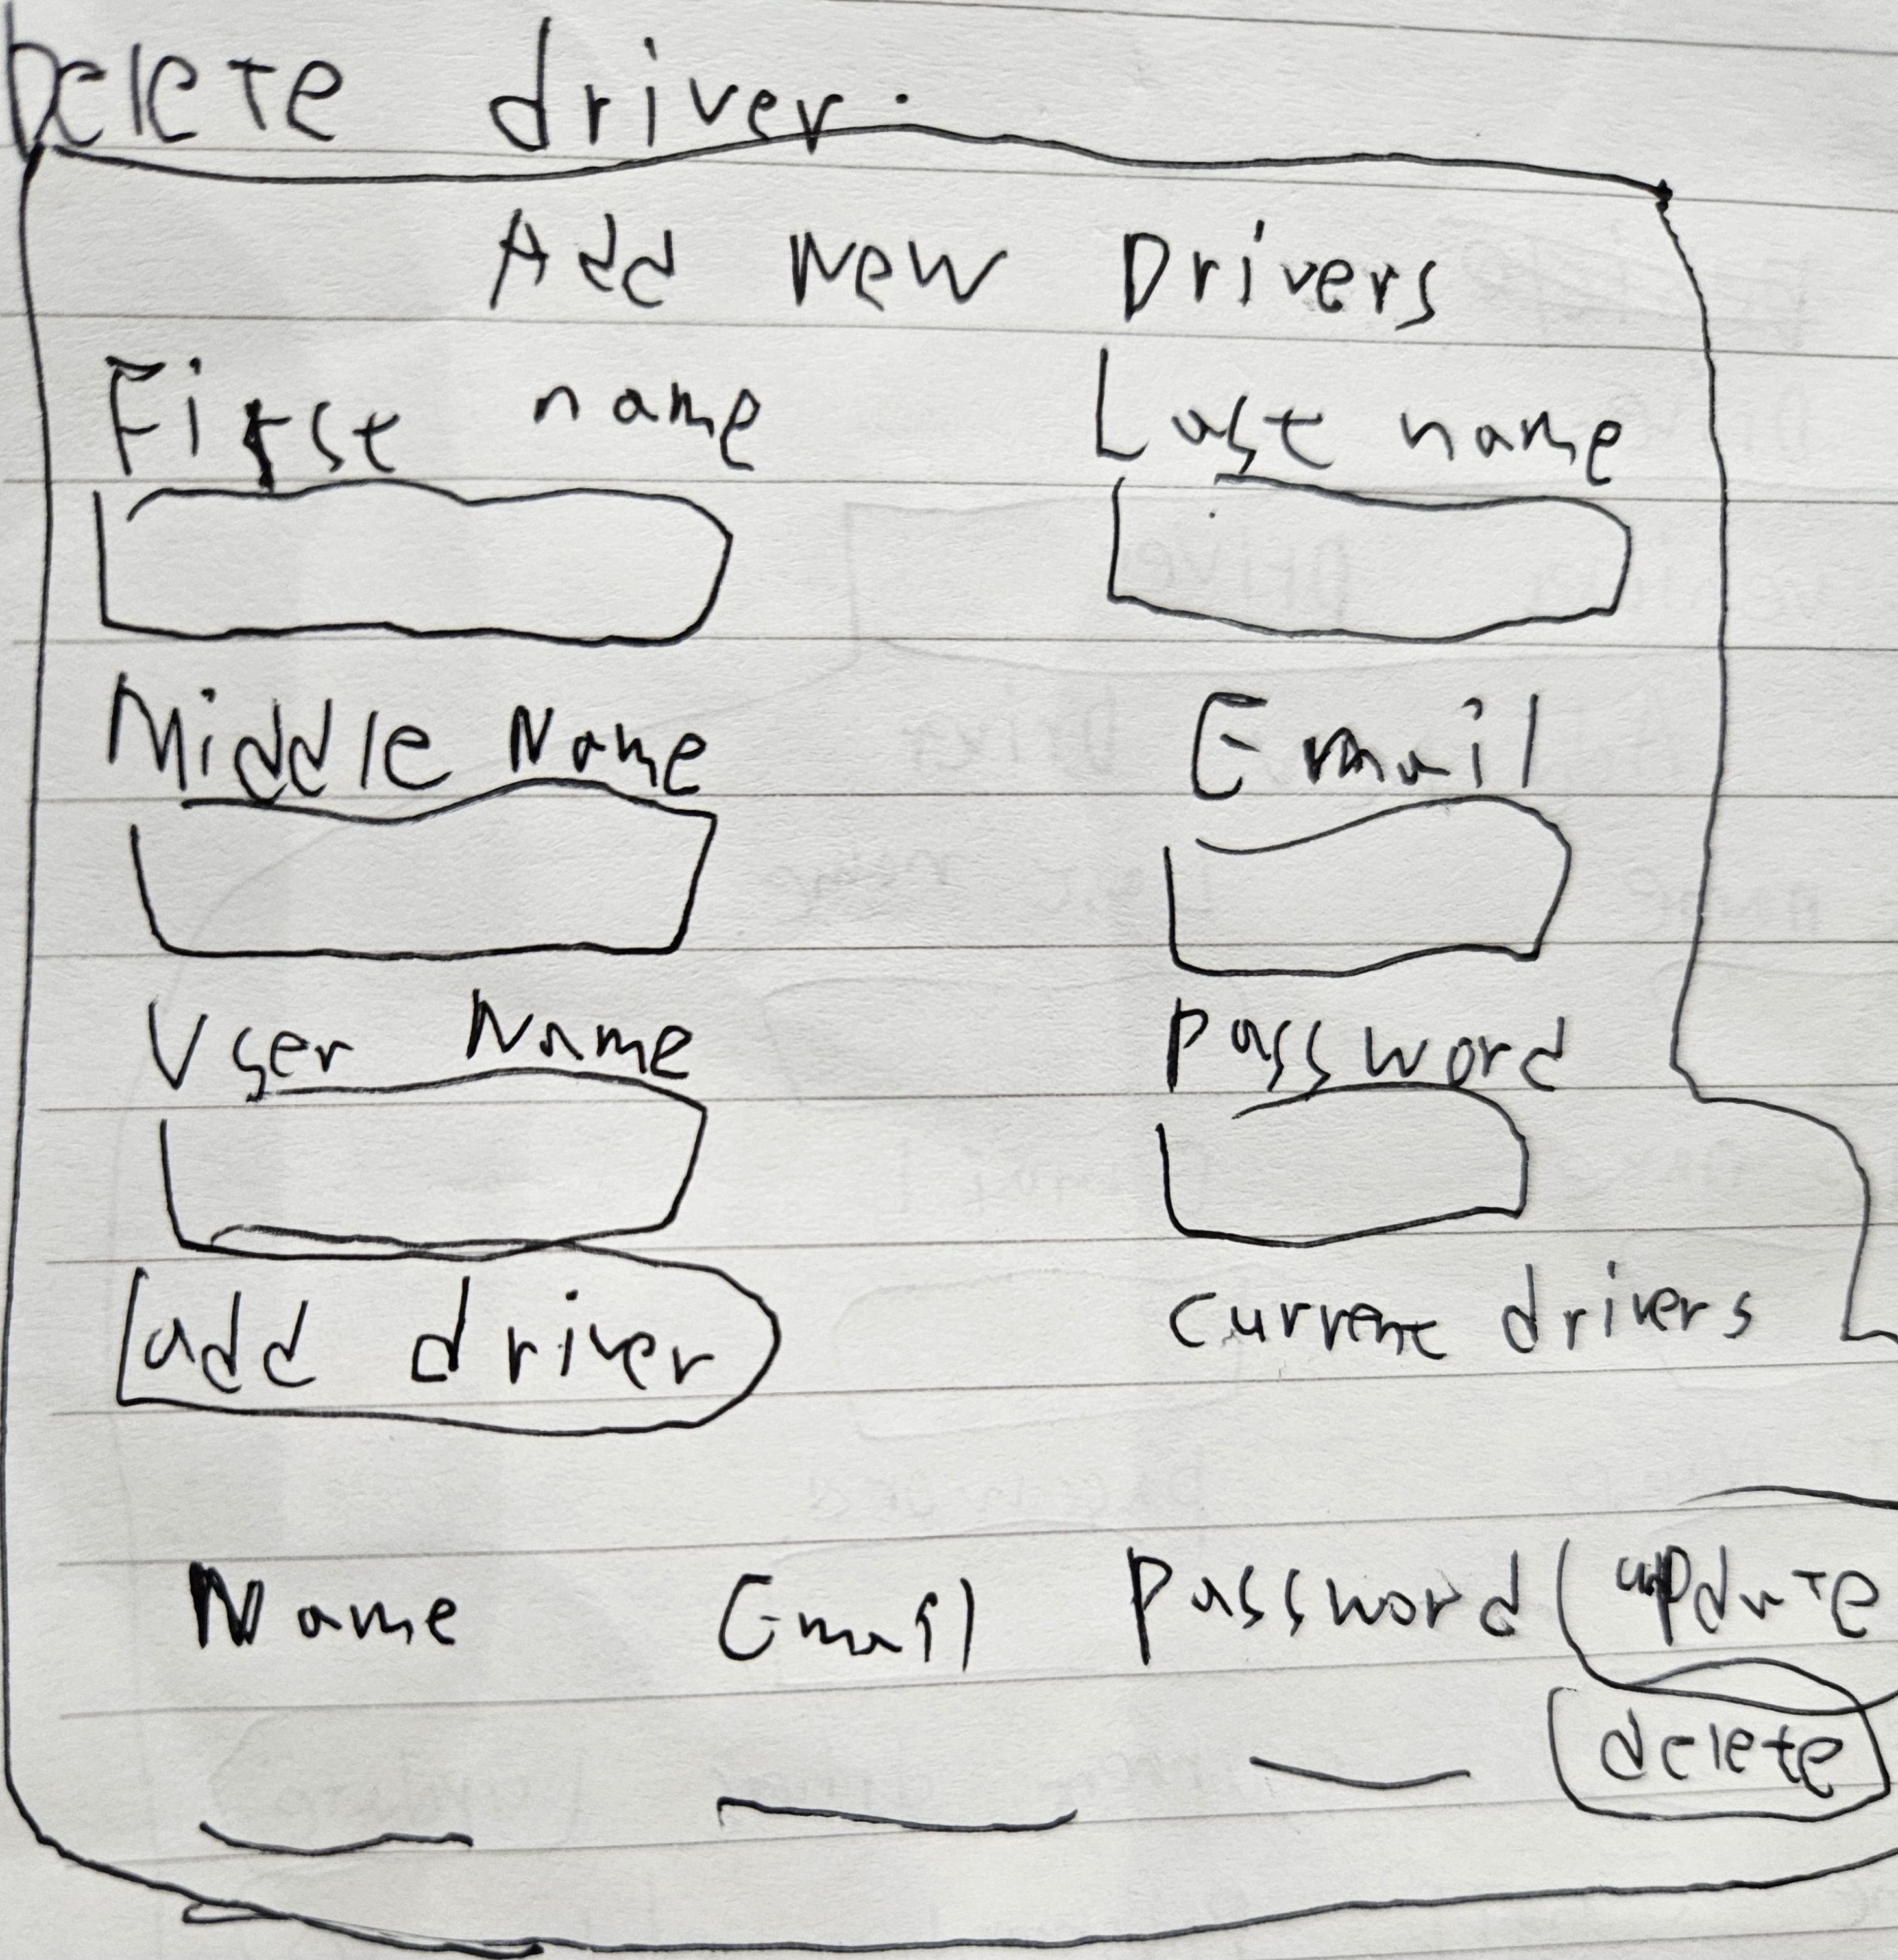 Delete driver.
Add New Drivers
First name Last name
Middle Name Email
User Name Password
add driver current drivers
Name Email Password update
delete